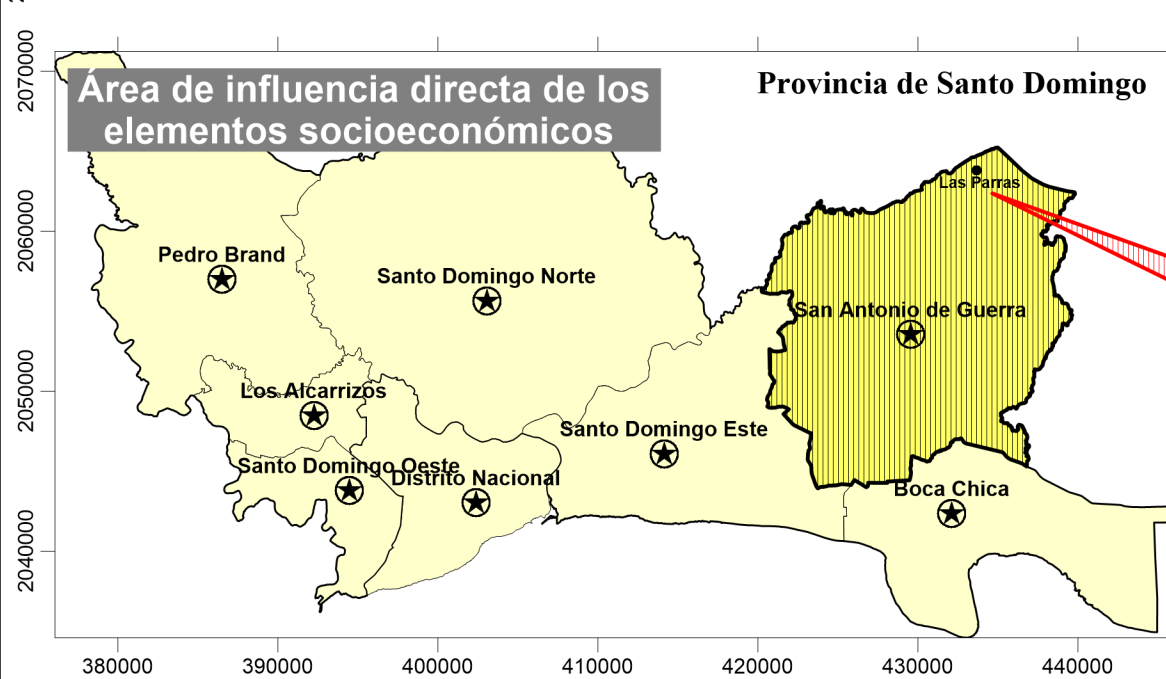 Área de influencia directa de los
elementos socioeconómicos
Provincia de Santo Domingo
Las Parras
Pedro Brand
Santo Domingo Norte
San Antonio de Guerra
Los Alcarrizos
Santo Domingo Este
Santo Domingo Oeste
Distrito Nacional
Boca Chica
2070000
2060000
2050000
2040000
380000
390000
400000
410000
420000
430000
440000